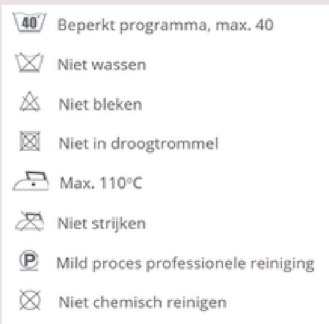 40 Beperkt programma, max. 40
Niet wassen
Niet bleken
Niet in droogtrommel
Max. 110°C
Niet strijken
P Mild proces professionele reiniging
Niet chemisch reinigen